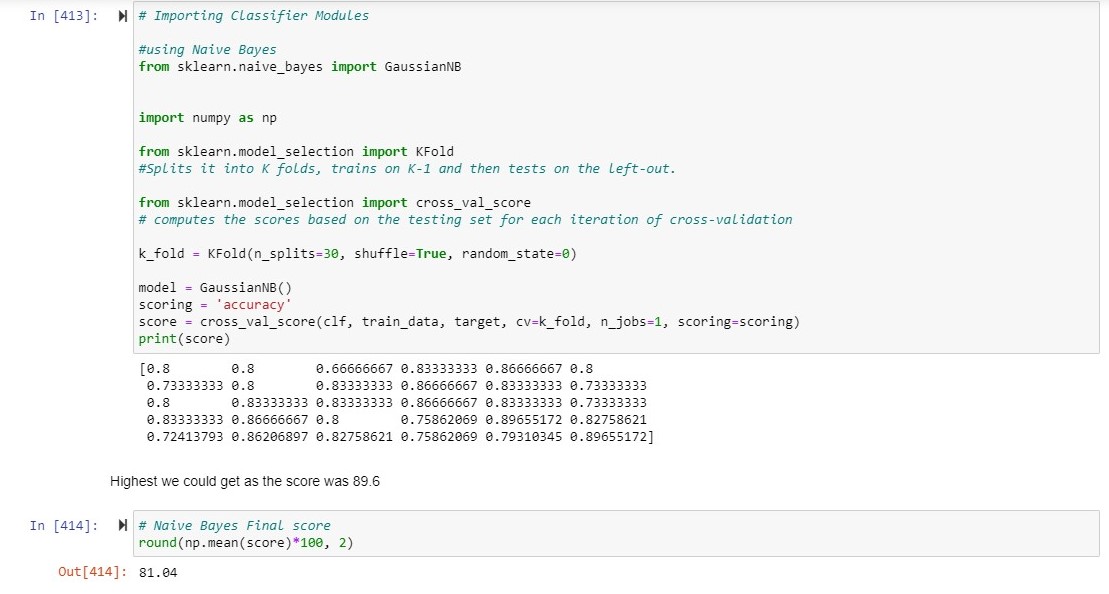 In [413]:
# Importing Classifier Modules
#using Naive Bayes
from sklearn.naive_bayes import GaussianNB
import numpy as np
from sklearn.model_selection import KFold
#Splits it into K folds, trains on K-1 and then tests on the left-out.
from sklearn.model_selection import cross_val_score
# computes the scores based on the testing set for each iteration of cross-validation
k_fold = KFold(n_splits=30, shuffle=True, random_state=0)
model = GaussianNB()
scoring = 'accuracy'
score = cross_val_score(clf, train_data, target, cv=k_fold, n_jobs=1, scoring=scoring)
print(score)
[0.8        0.8        0.66666667 0.83333333 0.86666667 0.8
 0.73333333 0.8        0.83333333 0.86666667 0.83333333 0.73333333
 0.8        0.83333333 0.83333333 0.86666667 0.83333333 0.73333333
 0.83333333 0.86666667 0.8        0.75862069 0.89655172 0.82758621
 0.72413793 0.86206897 0.82758621 0.75862069 0.79310345 0.89655172]
Highest we could get as the score was 89.6
In [414]:
# Naive Bayes Final score
round(np.mean(score)*100, 2)
Out[414]: 81.04